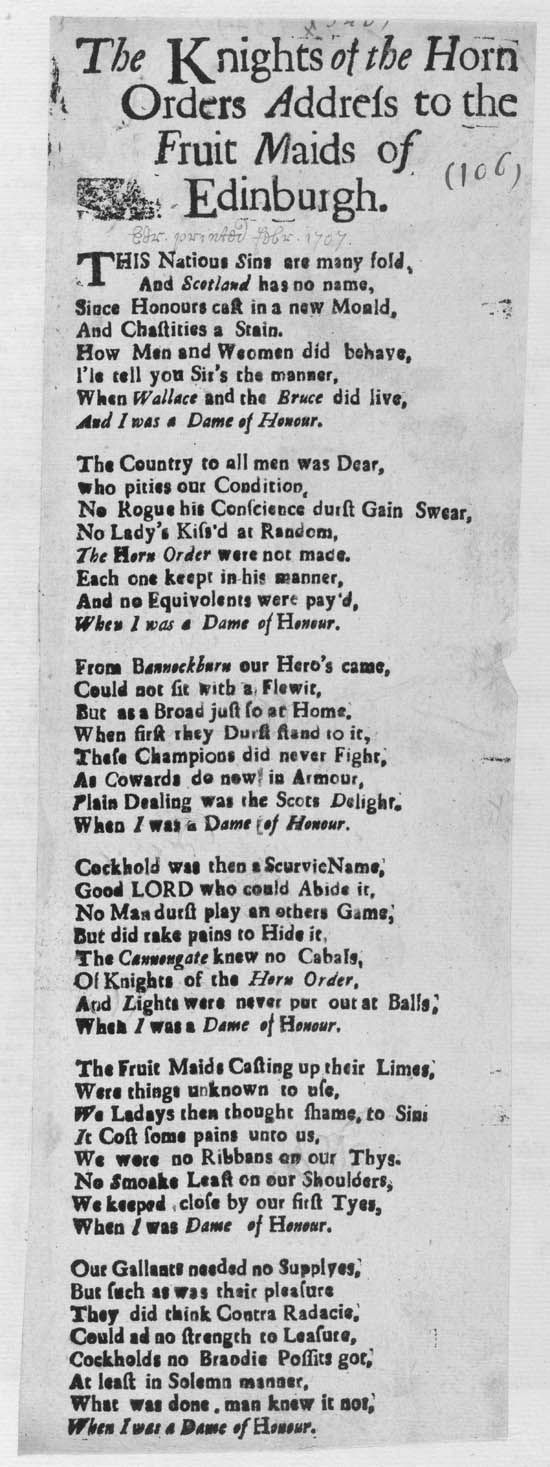 The Knights of the Horn
Orders Addreſs to the
Fruit Maids of
Edinburgh.
(106)
Edr. printed febr. 1707.
THIS Nations Sins are many fold,
And Scotland has no name,
Since Honours caſt in a new Moald,
And Chaſtities a Stain.
How Men and Weomen did behave,
I'le tell you Sir's the manner,
When Wallace and the Bruce did live,
And I was a Dame of Honour.
The Country to all men was Dear,
who pities our Condition,
No Rogue his Conſcience durſt Gain Swear,
No Lady's Kiſs'd at Random,
The Horn Order were not made.
Each one keept in his manner,
And no Equivolents were pay'd,
When I was a Dame of Honour.
From Bannockburn our Hero's came,
Could not ſit with a Flewit,
But as a Broad juſt ſo at Home.
When firſt they Durſt ſtand to it,
Theſe Champions did never Fight,
As Cowards do now in Armour,
Plain Dealing was the Scots Delight.
When I was a Dame of Honour.
Cockhold was then a Scurvie Name,
Good LORD who could Abide it,
No Man durſt play an others Game,
But did take pains to Hide it,
The Cannongate knew no Cabals,
Of Knights of the Horn Order,
And Lights were never put out at Balls,
When I was a Dame of Honour.
The Fruit Maids Caſting up their Limes,
Were things unknown to uſe,
We Ladays then thought ſhame, to Sin
It Coſt ſome pains unto us,
We wore no Ribbans on our Thys.
No Smoake Leaſt on our Shoulders,
We keeped cloſe by our firſt Tyes,
When I was Dame of Honour.
Our Gallants needed no Supplyes,
But ſuch as was their pleaſure
They did think Contra Radacie,
Could ad no ſtrength to Leaſure,
Cockholds no Braodie Poſſits got,
At leaſt in Solemn manner,
What was done, man knew it not,
When I was a Dame of Honour.